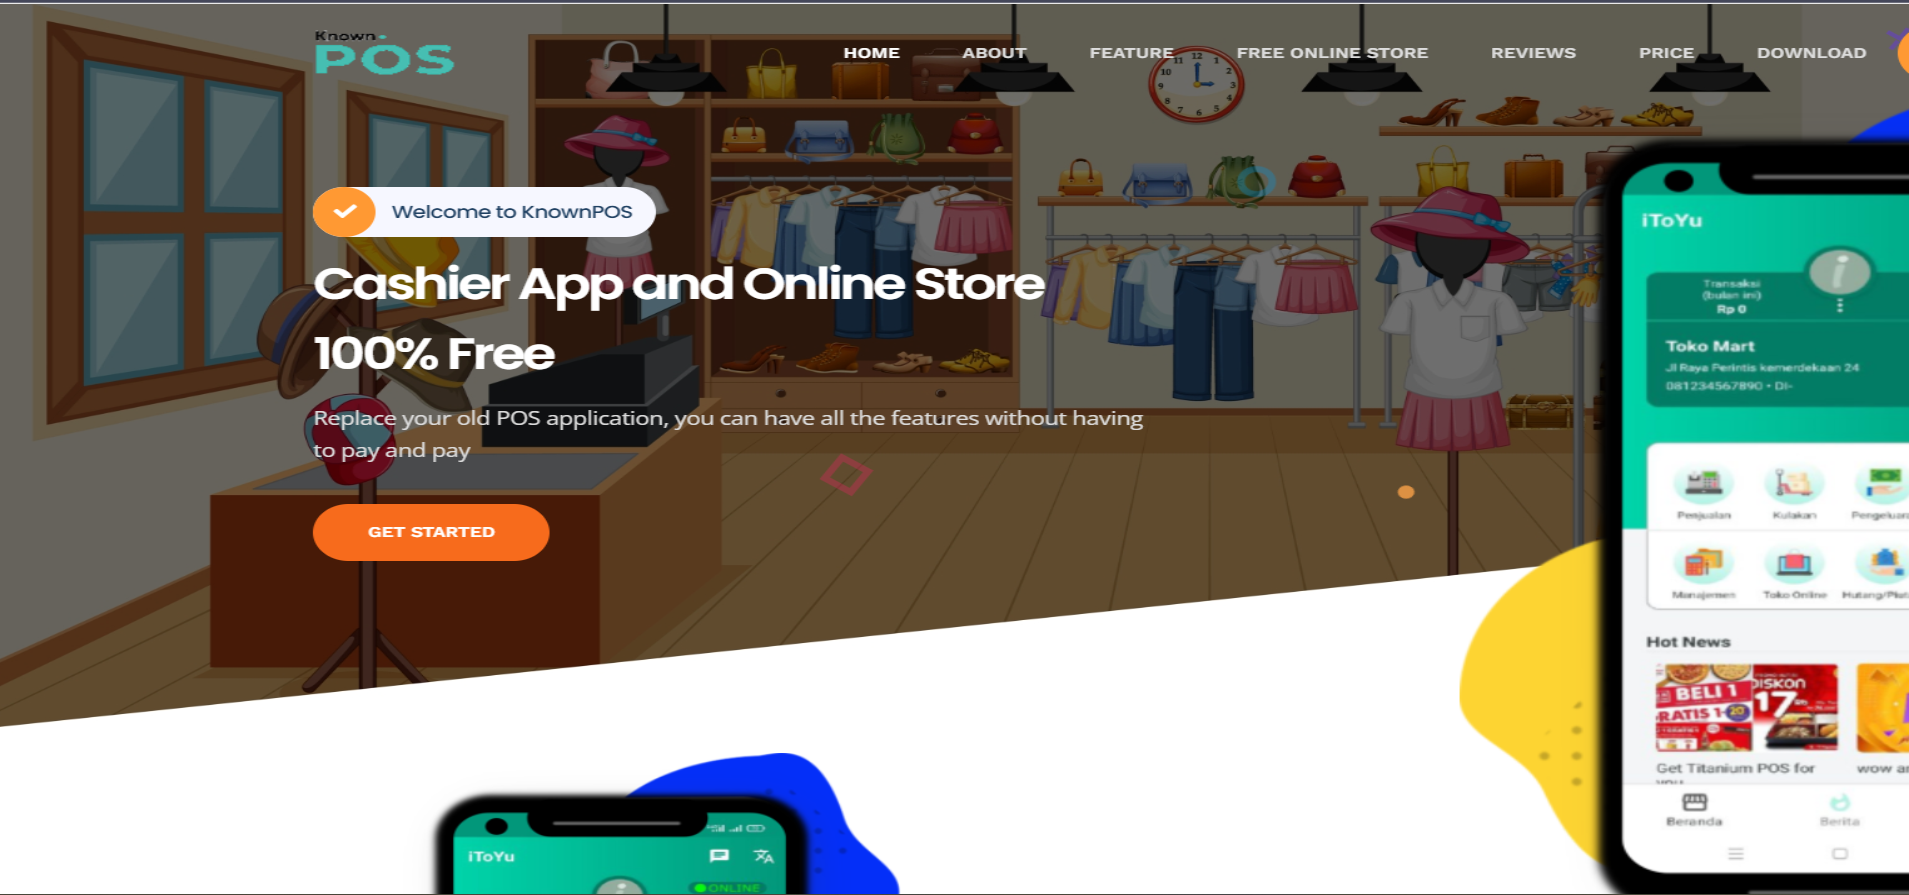 Known
POS
HOME ABOUT FEATURE FREE ONLINE STORE REVIEWS PRICE DOWNLOAD
Welcome to KnownPOS
Cashier App and Online Store
100% Free
Replace your old POS application, you can have all the features without having
to pay and pay
GET STARTED
iToYu
Transaksi
(bulan ini)
Rp 0
Toko Mart
Jl Raya Perintis kemerdekaan 24
081234567890 • DI-
Penjualan Kulakan Pengeluar
Manajemen Toko Online Hutang/Piut
Hot News
BELI 1
GRATIS 1
DISKON
17
Get Titanium POS for
you
wow an
Beranda Berita
iToYu
ONLINE